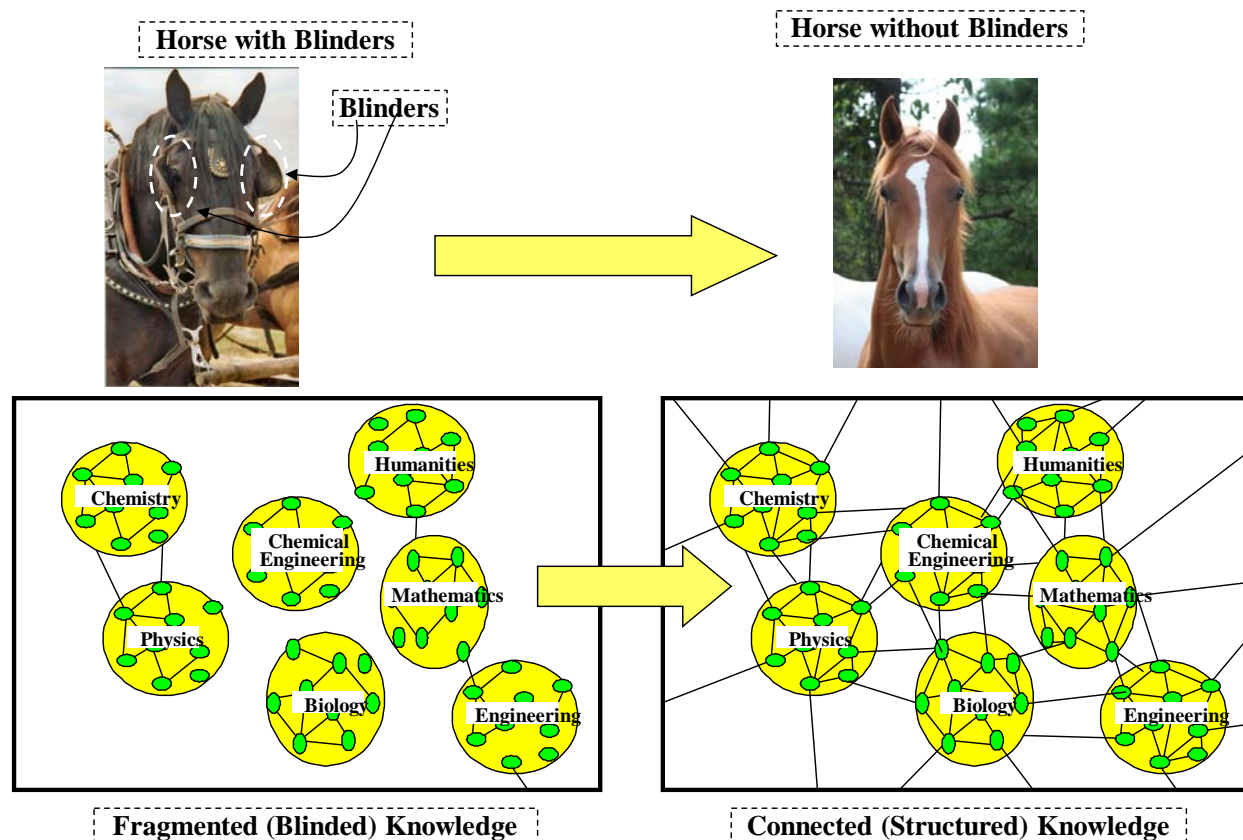 Horse with Blinders
Horse without Blinders
Blinders
Humanities
Chemistry
Chemical
Engineering
Mathematics
Physics
Biology
Engineering
Humanities
Chemistry
Chemical
Engineering
Mathematics
Physics
Biology
Engineering
Fragmented (Blinded) Knowledge
Connected (Structured) Knowledge